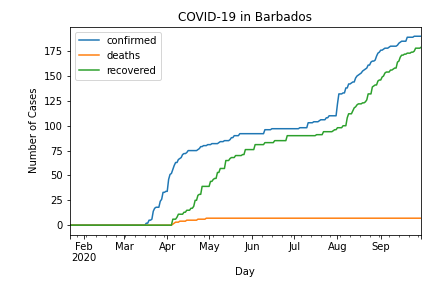 COVID-19 in Barbados
confirmed
deaths
recovered
Number of Cases
175
150
125
100
75
50
25
0
Feb Mar Apr May Jun Jul Aug Sep
2020
Day